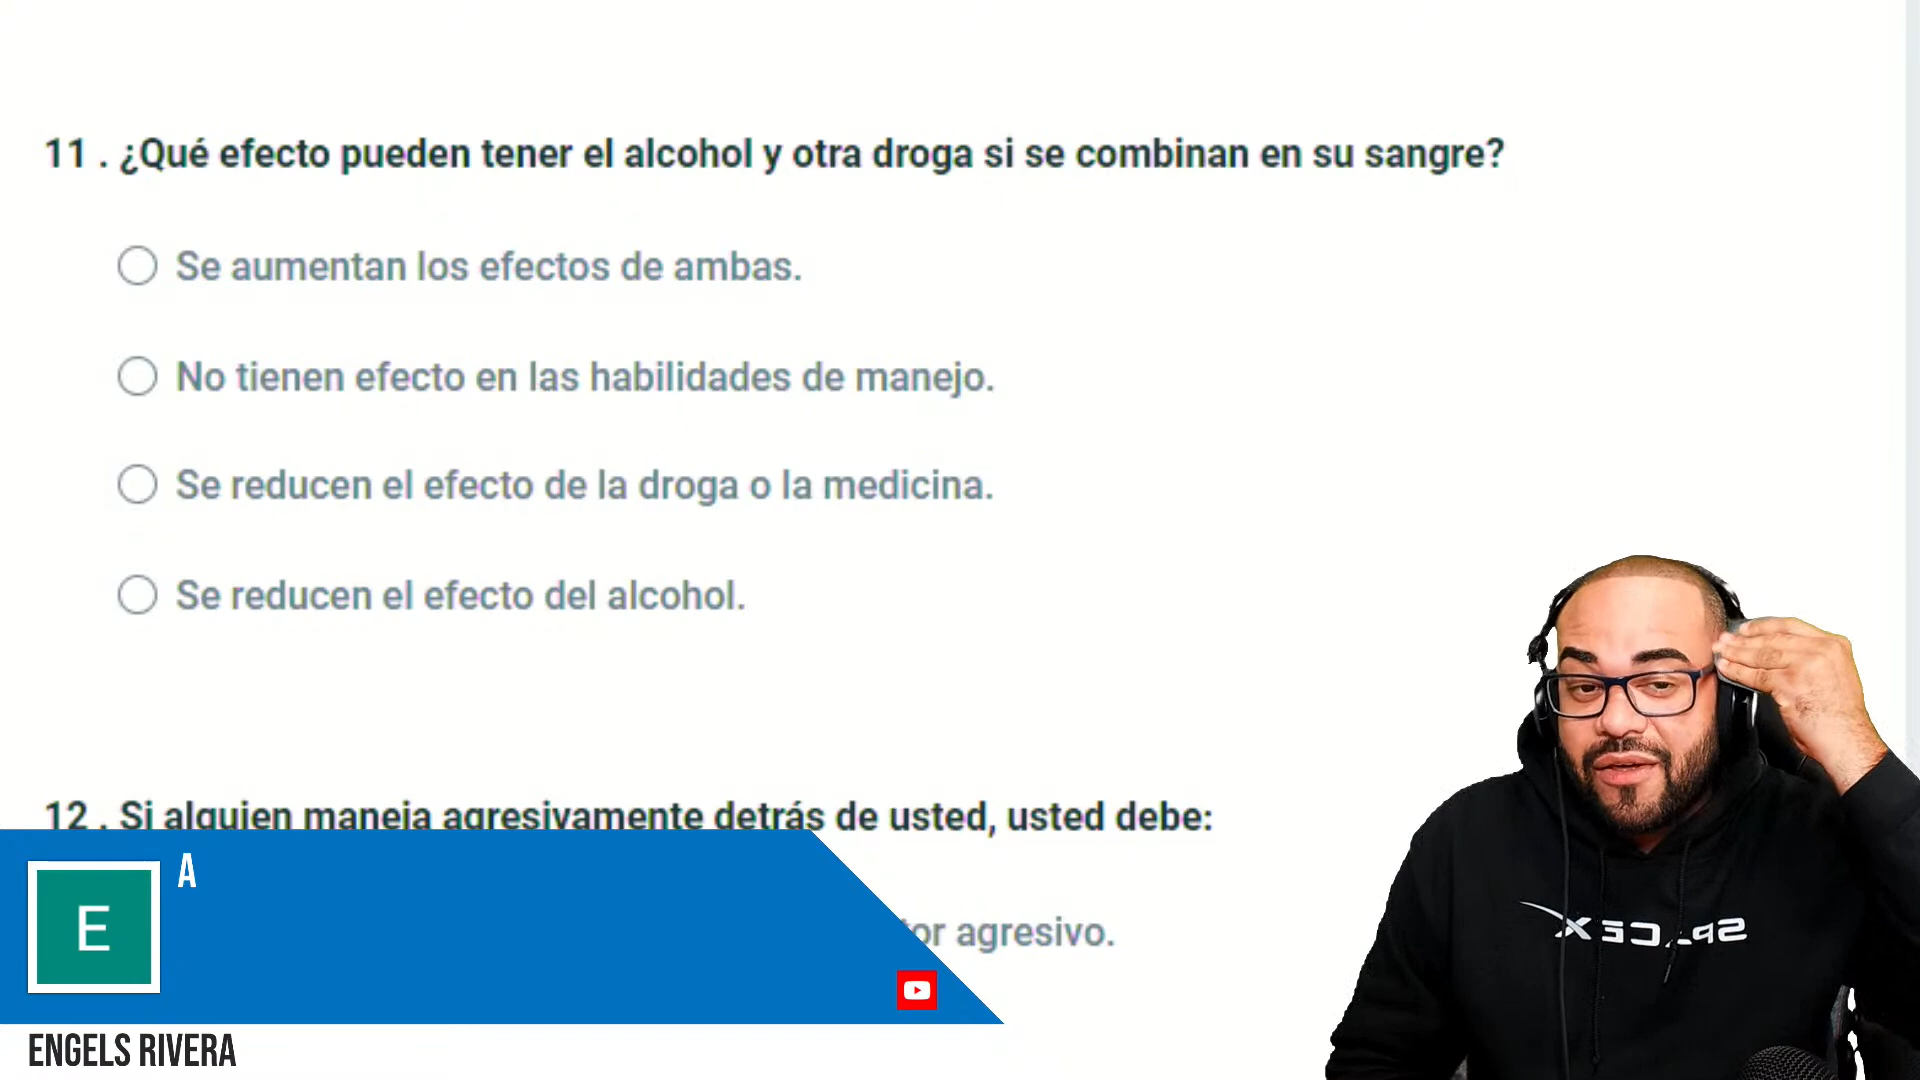 11 . ¿Qué efecto pueden tener el alcohol y otra droga si se combinan en su sangre?
Se aumentan los efectos de ambas.
No tienen efecto en las habilidades de manejo.
Se reducen el efecto de la droga o la medicina.
Se reducen el efecto del alcohol.
12 . Si alguien maneja agresivamente detrás de usted, usted debe:
agresivo.
A
E
ENGELS RIVERA
SPACEX